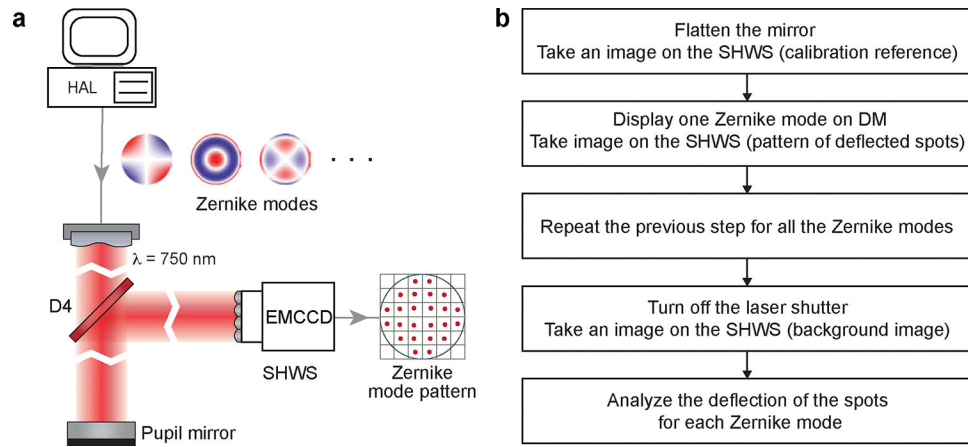 a
HAL
Zernike modes
λ = 750 nm
D4
EMCCD
SHWS
Zernike
mode pattern
Pupil mirror
b
Flatten the mirror
Take an image on the SHWS (calibration reference)
Display one Zernike mode on DM
Take image on the SHWS (pattern of deflected spots)
Repeat the previous step for all the Zernike modes
Turn off the laser shutter
Take an image on the SHWS (background image)
Analyze the deflection of the spots
for each Zernike mode